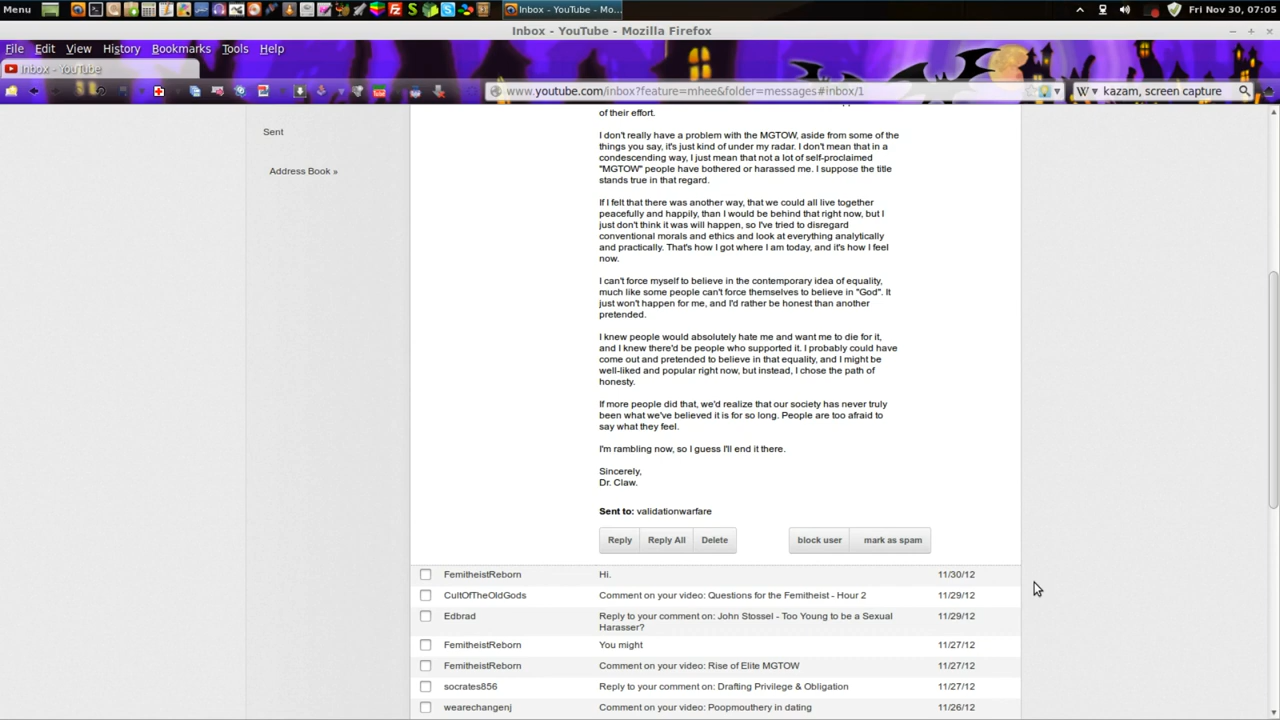 Menu
Inbox - YouTube - Mo...
Fri Nov 30, 07:05
Inbox - YouTube - Mozilla Firefox
File Edit View History Bookmarks Tools Help
Inbox - YouTube
www.youtube.com/inbox?feature=mhee&folder=messages#inbox/1
kazam, screen capture
Sent
Address Book »
of their effort.
I don't really have a problem with the MGTOW, aside from some of the
things you say, it's just kind of under my radar. I don't mean that in a
condescending way, I just mean that not a lot of self-proclaimed
"MGTOW" people have bothered or harassed me. I suppose the title
stands true in that regard.
If I felt that there was another way, that we could all live together
peacefully and happily, than I would be behind that right now, but I
just don't think it was will happen, so I've tried to disregard
conventional morals and ethics and look at everything analytically
and practically. That's how I got where I am today, and it's how I feel
now.
I can't force myself to believe in the contemporary idea of equality,
much like some people can't force themselves to believe in "God". It
just won't happen for me, and I'd rather be honest than another
pretended.
I knew people would absolutely hate me and want me to die for it,
and I knew there'd be people who supported it. I probably could have
come out and pretended to believe in that equality, and I might be
well-liked and popular right now, but instead, I chose the path of
honesty.
If more people did that, we'd realize that our society has never truly
been what we've believed it is for so long. People are too afraid to
say what they feel.
I'm rambling now, so I guess I'll end it there.
Sincerely,
Dr. Claw.
Sent to: validationwarfare
Reply Reply All Delete block user mark as spam
FemitheistReborn Hi. 11/30/12
CultOfTheOldGods Comment on your video: Questions for the Femitheist - Hour 2 11/29/12
Edbrad Reply to your comment on: John Stossel - Too Young to be a Sexual 11/29/12
Harasser?
FemitheistReborn You might 11/27/12
FemitheistReborn Comment on your video: Rise of Elite MGTOW 11/27/12
socrates856 Reply to your comment on: Drafting Privilege & Obligation 11/27/12
wearechangenj Comment on your video: Poopmouthery in dating 11/26/12